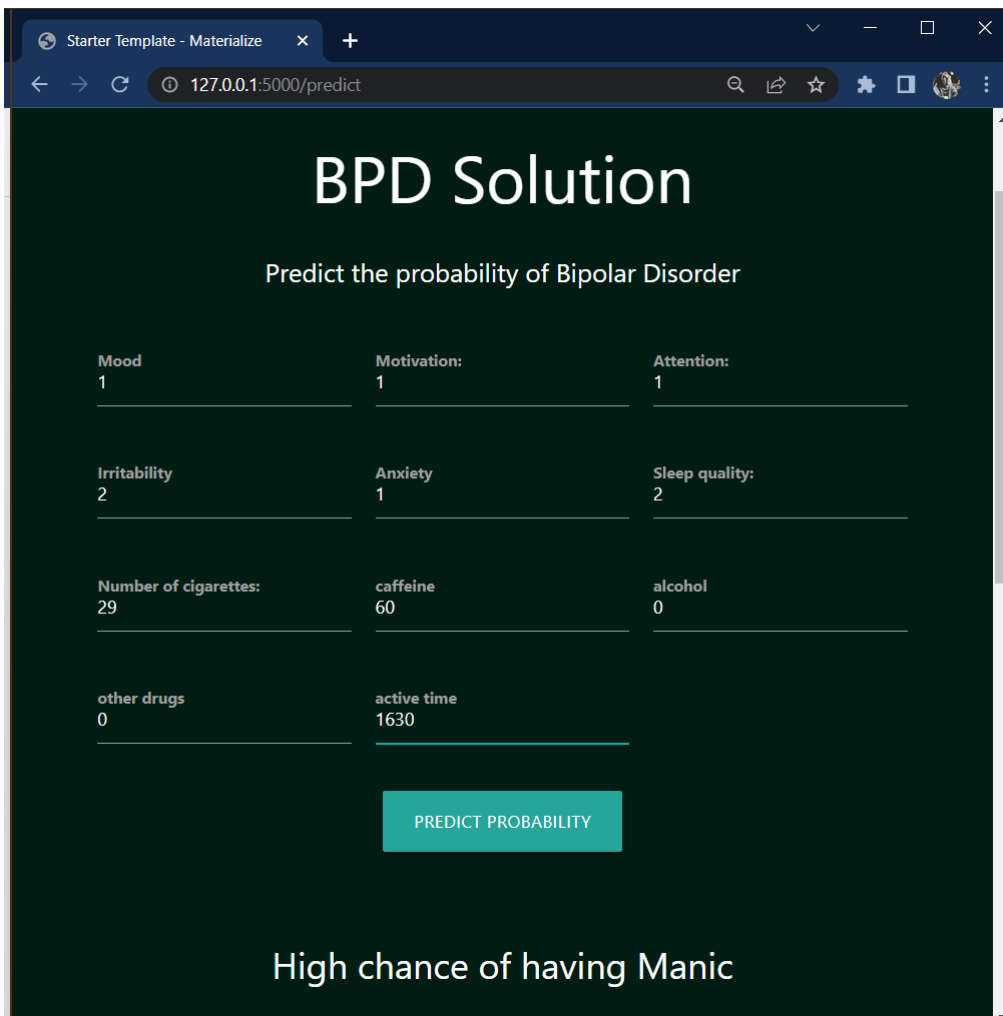 Starter Template - Materialize
127.0.0.1:5000/predict
BPD Solution
Predict the probability of Bipolar Disorder
Mood Motivation: Attention:
1 1 1
Irritability Anxiety Sleep quality:
2 1 2
Number of cigarettes: caffeine alcohol
29 60 0
other drugs active time
0 1630
PREDICT PROBABILITY
High chance of having Manic